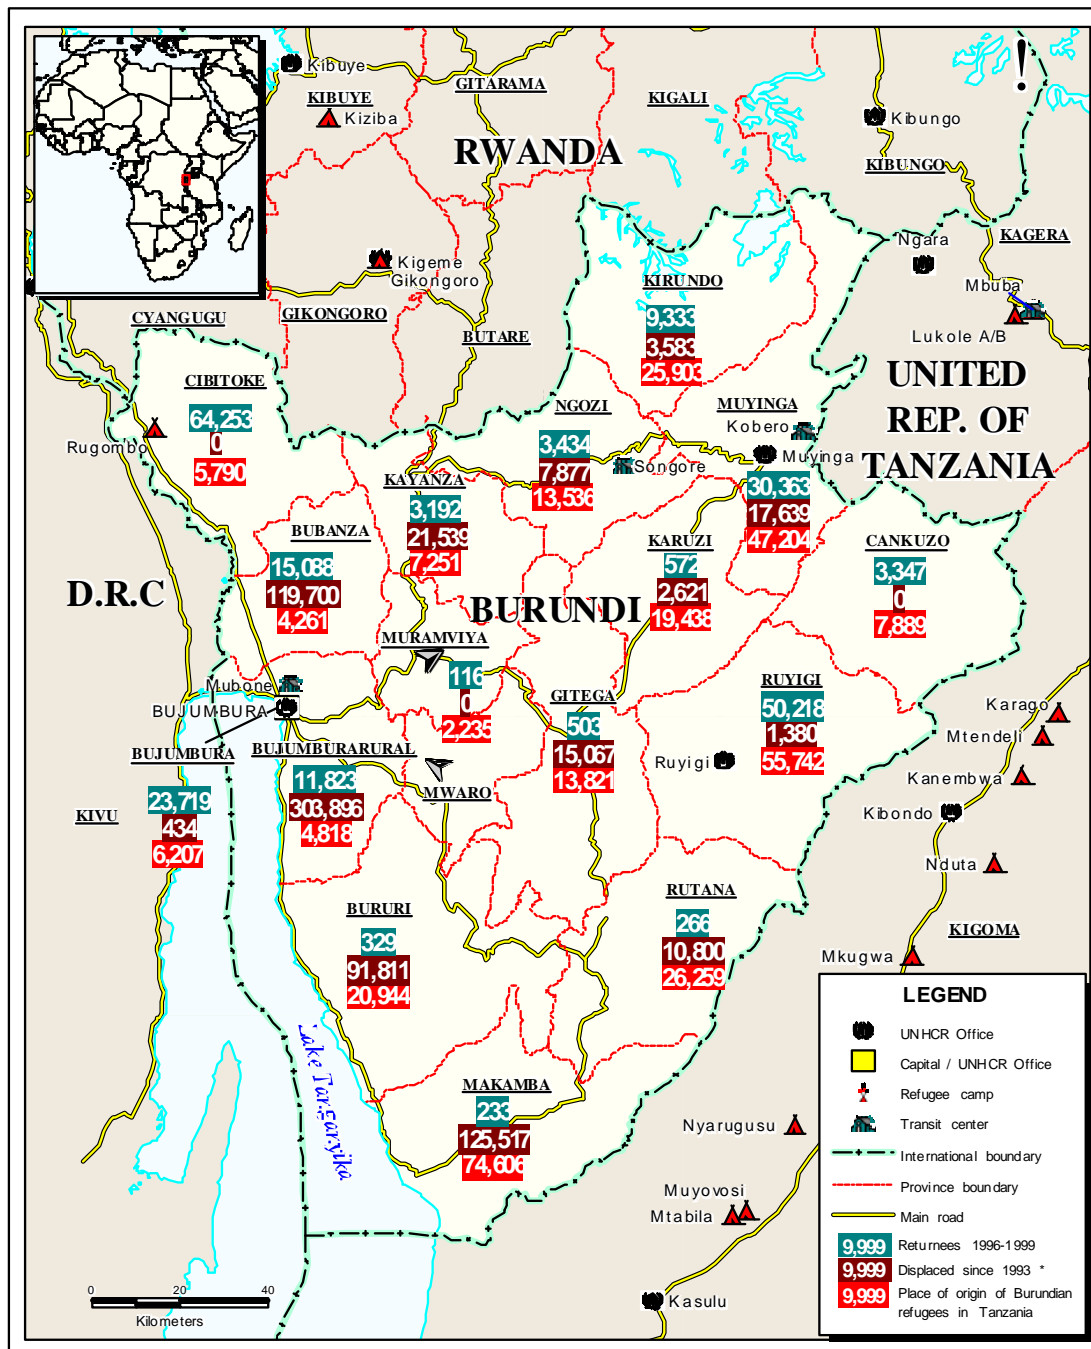 Kibuye
KIBUYE
Kiziba
GITARAMA
KIGALI
!
Kibungo
KIBUNGO
RWANDA
KAGERA
Ngara
Mbuba
Lukole A/B
Kigeme
Gikongoro
GIKONGORO
CYANGUGU
BUTARE
KIRUNDO
9,333
3,583
25,903
UNITED
REP. OF
TANZANIA
CIBITOKE
64,253
0
5,790
Rugombo
NGOZI
3,434
7,877
13,536
Songore
MUYINGA
Kobero
Muyinga
30,363
17,639
47,204
KAYANZA
3,192
21,539
7,251
BUBANZA
15,088
119,700
4,261
KARUZI
572
2,621
19,438
CANKUZO
3,347
0
7,889
D.R.C
BURUNDI
MURAMVIYA
116
0
2,235
Mubone
BUJUMBURA
BUJUMBURA
23,719
434
6,207
KIVU
BUJUMBURARURAL
11,823
303,896
4,818
MWARO
GITEGA
503
15,067
13,821
RUYIGI
50,218
1,380
55,742
Ruyigi
Karago
Mtendeli
Kanembwa
Kibondo
Nduta
KIGOMA
Mkugwa
BURURI
329
91,811
20,944
RUTANA
266
10,800
26,259
Lake Tanganyika
MAKAMBA
233
125,517
74,606
Nyarugusu
Muyovosi
Mtabila
Kasulu
0 20 40
Kilometers
LEGEND
UNHCR Office
Capital / UNHCR Office
Refugee camp
Transit center
International boundary
Province boundary
Main road
9,999 Returnees 1996-1999
9,999 Displaced since 1993 *
9,999 Place of origin of Burundian
refugees in Tanzania